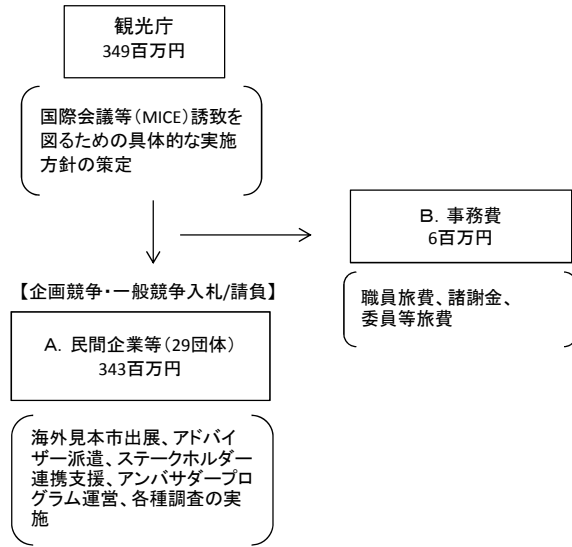 観光庁
349百万円
国際会議等（MICE）誘致を
図るための具体的な実施
方針の策定
B．事務費
6百万円
職員旅費、諸謝金、
委員等旅費
【企画競争・一般競争入札/請負】
A．民間企業等（29団体）
343百万円
海外見本市出展、アドバイ
ザー派遣、ステークホルダー
連携支援、アンバサダープロ
グラム運営、各種調査の実
施